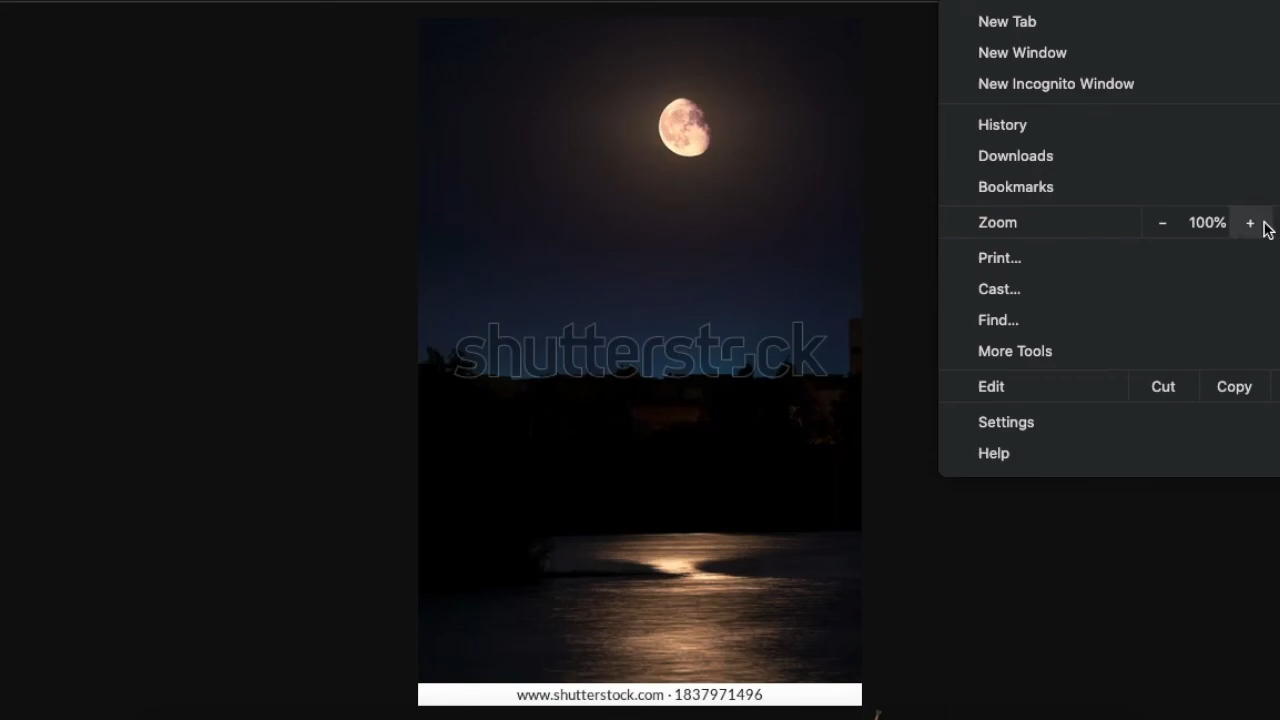 New Tab
New Window
New Incognito Window
History
Downloads
Bookmarks
Zoom - 100% +
Print...
Cast...
Find...
shutterstock
More Tools
Edit Cut Copy
Settings
Help
www.shutterstock.com · 1837971496